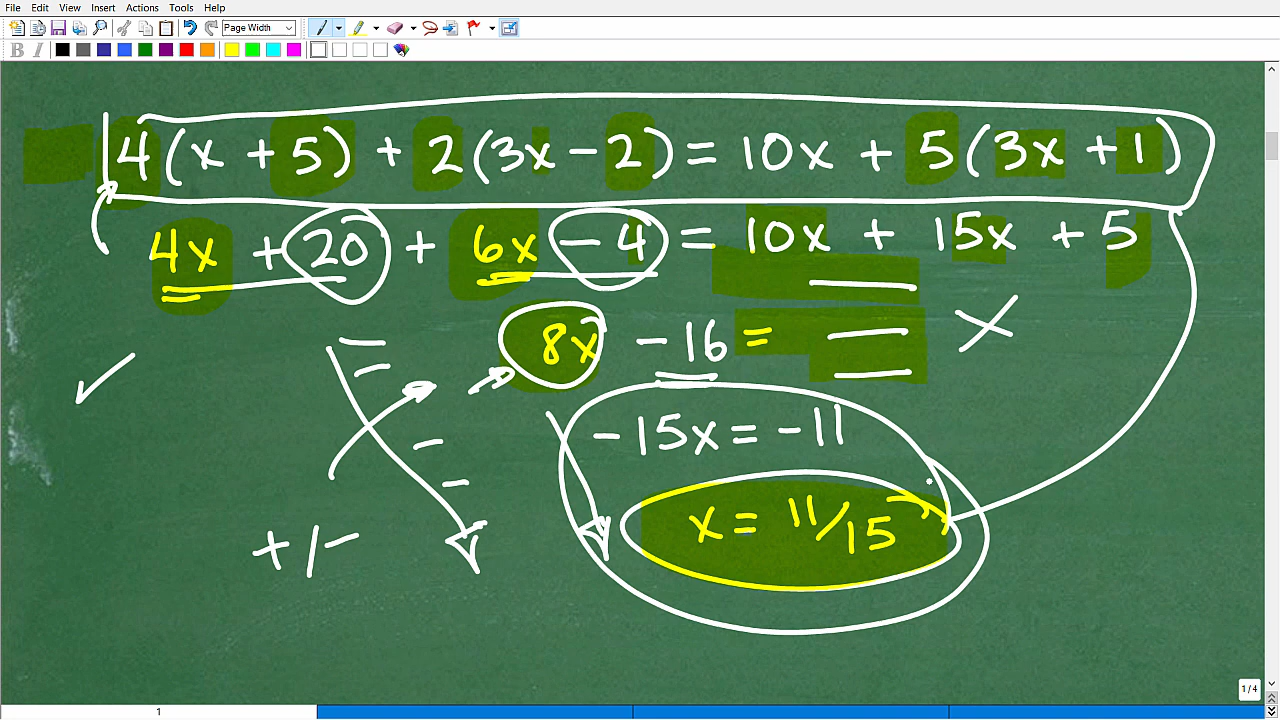 File Edit View Insert Actions Tools Help
Page Width
B I
4(x + 5) + 2(3x - 2) = 10x + 5(3x + 1)
4x + 20 + 6x - 4 = 10x + 15x + 5
8x - 16 =
-15x = -11
x = 11/15
+/-
1/4
1